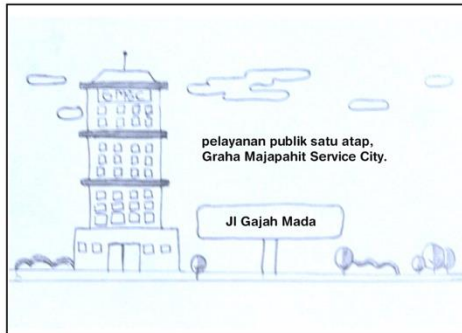 GMSC
pelayanan publik satu atap,
Graha Majapahit Service City.
Jl Gajah Mada